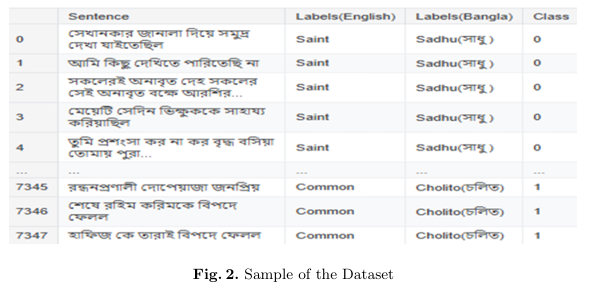 Sentence Labels(English) Labels(Bangla) Class
0 সেখানকার জানালা দিয়ে সমুদ্র দেখা যাইতেছিল Saint Sadhu(সাধু) 0
1 আমি কিছু দেখিতে পারিতেছি না Saint Sadhu(সাধু) 0
2 সকলেরই অনাবৃত দেহ সকলের সেই অনাবৃত বক্ষে আরশির... Saint Sadhu(সাধু) 0
3 মেয়েটি সেদিন ভিক্ষুককে সাহায্য করিয়াছিল Saint Sadhu(সাধু) 0
4 তুমি প্রশংসা কর না কর বৃদ্ধ বসিয়া তোমায় পুরা... Saint Sadhu(সাধু) 0
... ... ... ... ...
7345 রন্ধনপ্রণালী দোপেয়াজা জনপ্রিয় Common Cholito(চলিত) 1
7346 শেষে রহিম করিমকে বিপদে ফেলল Common Cholito(চলিত) 1
7347 হাফিজ কে তারাই বিপদে ফেলল Common Cholito(চলিত) 1
Fig. 2. Sample of the Dataset